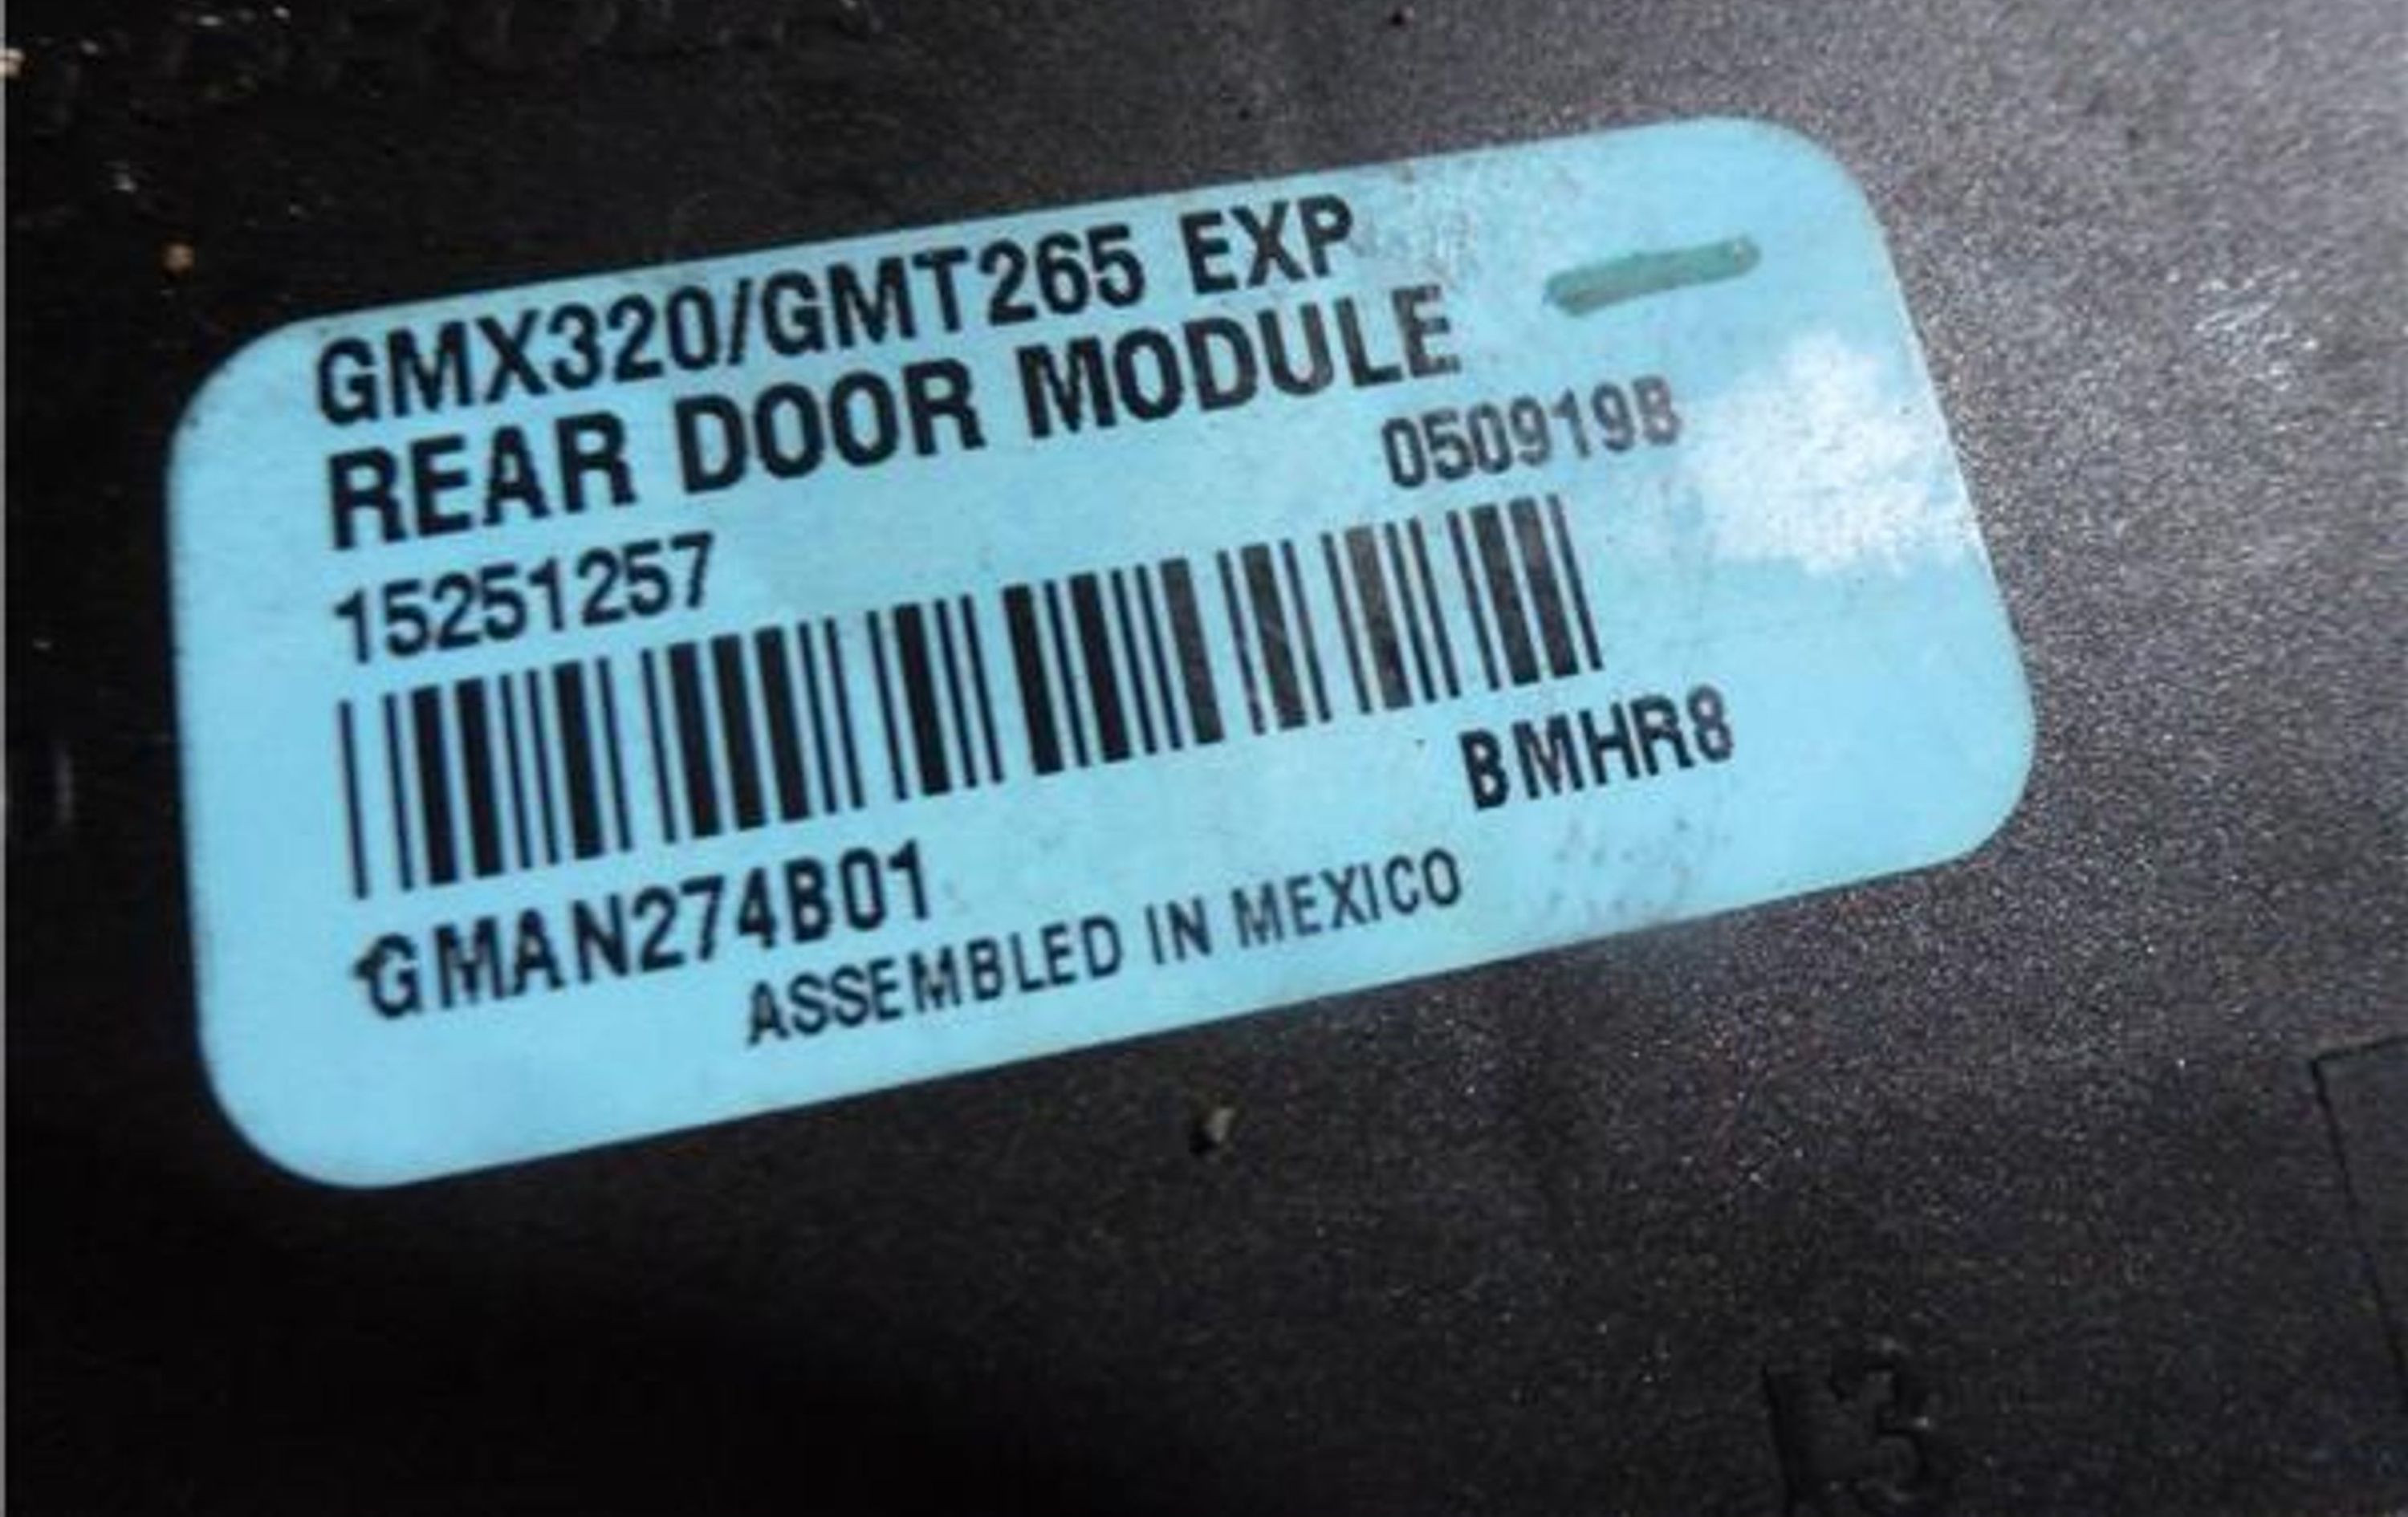 GMX320/GMT265 EXP
REAR DOOR MODULE
050919B
15251257
BMHR8
GMAN274B01
ASSEMBLED IN MEXICO